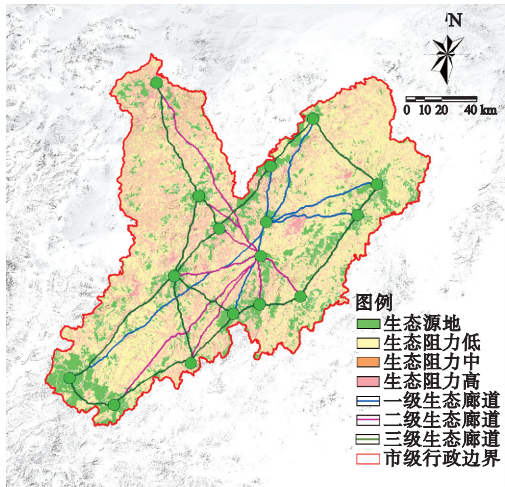 N
10 0 20 40 km
图例
生态源地
生态阻力低
生态阻力中
生态阻力高
一级生态廊道
二级生态廊道
三级生态廊道
市级行政边界